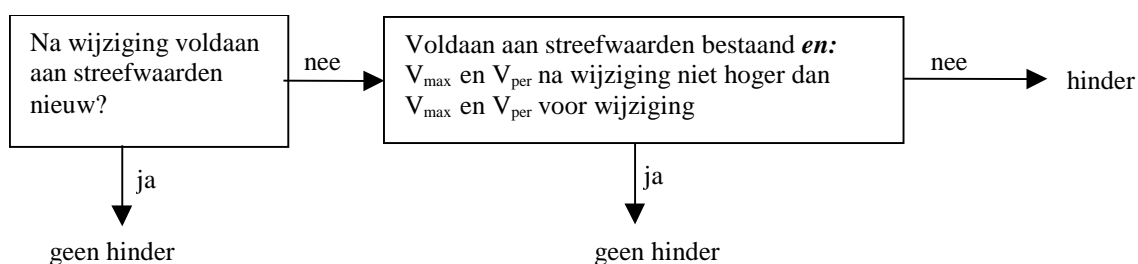 Na wijziging voldaan
aan streefwaarden
nieuw?
nee
Voldaan aan streefwaarden bestaand en:
Vmax en Vper na wijziging niet hoger dan
Vmax en Vper voor wijziging
nee
hinder
ja
ja
geen hinder
geen hinder